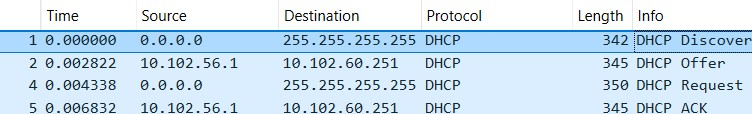 Time Source Destination Protocol Length Info
1 0.000000 0.0.0.0 255.255.255.255 DHCP 342 DHCP Discover
2 0.002822 10.102.56.1 10.102.60.251 DHCP 345 DHCP Offer
4 0.004338 0.0.0.0 255.255.255.255 DHCP 350 DHCP Request
5 0.006832 10.102.56.1 10.102.60.251 DHCP 345 DHCP ACK